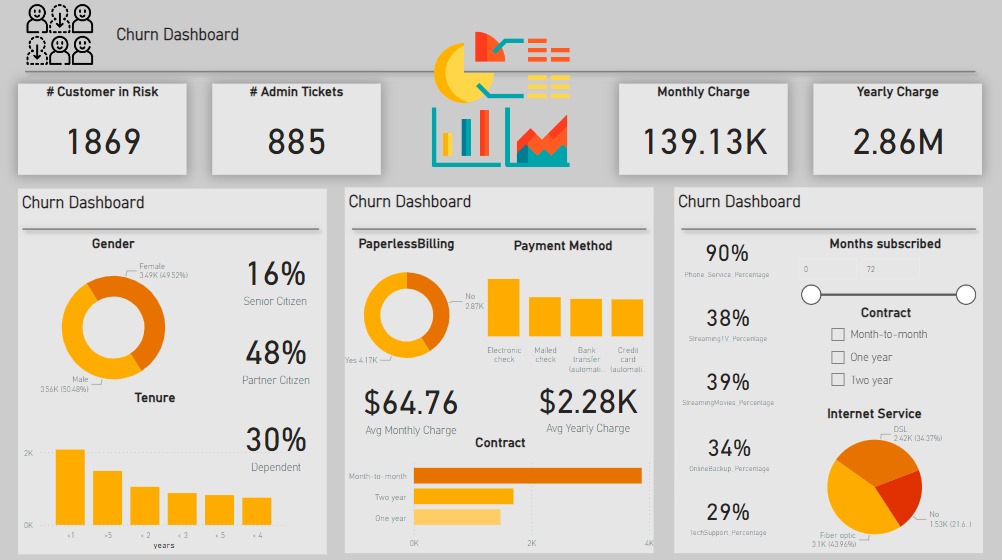 Churn Dashboard
# Customer in Risk
1869
# Admin Tickets
885
Monthly Charge
139.13K
Yearly Charge
2.86M
Churn Dashboard
Gender
Female
3.49K (49.52%)
Male
3.56K (50.48%)
16%
Senior Citizen
48%
Partner Citizen
30%
Dependent
Tenure
2K
0K
<1
>5
< 2
< 3
< 5
< 4
years
Churn Dashboard
PaperlessBilling
No
2.87K
Yes 4.17K
Payment Method
Electronic
check
Mailed
check
Bank
transfer
(automati...
Credit
card
(automati...
$64.76
Avg Monthly Charge
$2.28K
Avg Yearly Charge
Contract
Month-to-month
Two year
One year
0K
2K
4K
Churn Dashboard
90%
Phone_Service_Percentage
38%
StreamingTV_Percentage
39%
StreamingMovies_Percentage
34%
OnlineBackup_Percentage
29%
TechSupport_Percentage
Months subscribed
0
72
Contract
Month-to-month
One year
Two year
Internet Service
DSL
2.42K (34.37%)
No
1.53K (21.6...)
Fiber optic
3.1K (43.96%)